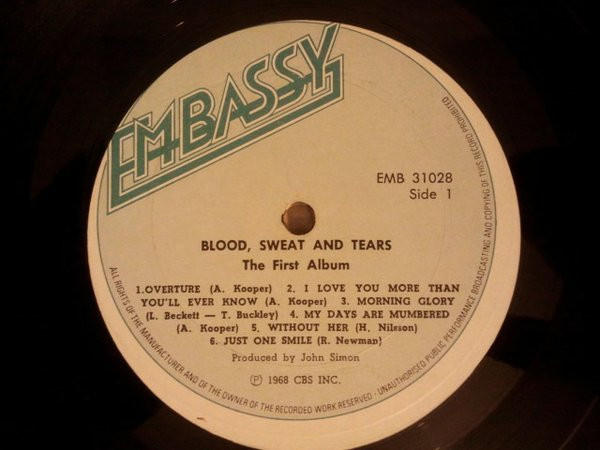 EMBASSY
EMB 31028
Side 1
BLOOD, SWEAT AND TEARS
The First Album
1.OVERTURE (A. Kooper) 2. I LOVE YOU MORE THAN
YOU'LL EVER KNOW (A. Kooper) 3. MORNING GLORY
(L. Beckett — T. Buckley) 4. MY DAYS ARE MUMBERED
(A. Kooper) 5. WITHOUT HER (H. Nilsson)
6. JUST ONE SMILE (R. Newman)
Produced by John Simon
℗ 1968 CBS INC.
ALL RIGHTS OF THE MANUFACTURER AND OF THE OWNER OF THE RECORDED WORK RESERVED - UNAUTHORISED PUBLIC PERFORMANCE BROADCASTING AND COPYING OF THIS RECORD PROHIBITED